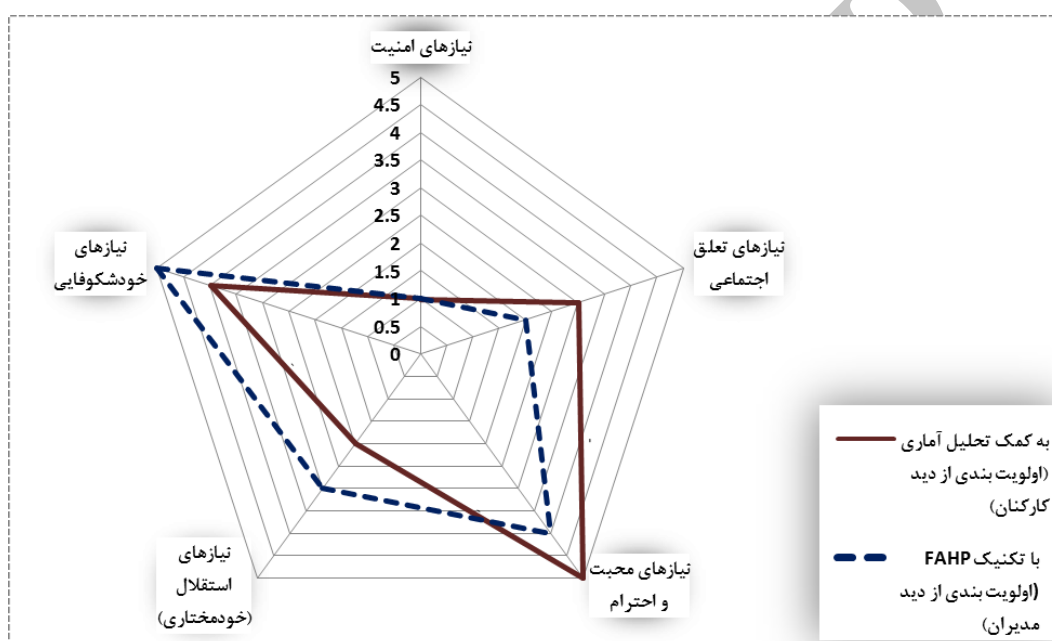 نیازهای امنیت
5
4.5
4
3.5
3
2.5
2
1.5
1
0.5
0
نیازهای تعلق
اجتماعی
نیازهای محبت
و احترام
نیازهای
استقلال
(خودمختاری)
نیازهای
خودشکوفایی
به کمک تحلیل آماری
(اولویت بندی از دید
کارکنان)
با تکنیک FAHP
(اولویت بندی از دید
مدیران)